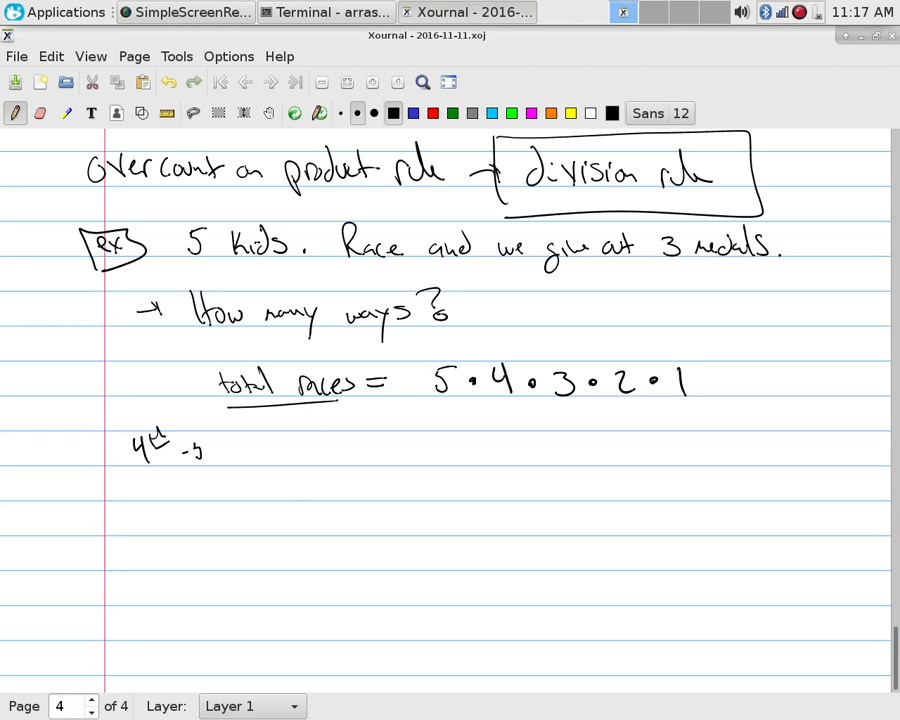 Applications SimpleScreenRe... Terminal - arras... Xournal - 2016-... 11:17 AM
Xournal - 2016-11-11.xoj
File Edit View Page Tools Options Help
Sans 12
overcount on product rule → division rule
ex 5 kids. Race and we give out 3 medals.
→ How many ways?
total races = 5 · 4 · 3 · 2 · 1
4th
Page 4 of 4 Layer: Layer 1